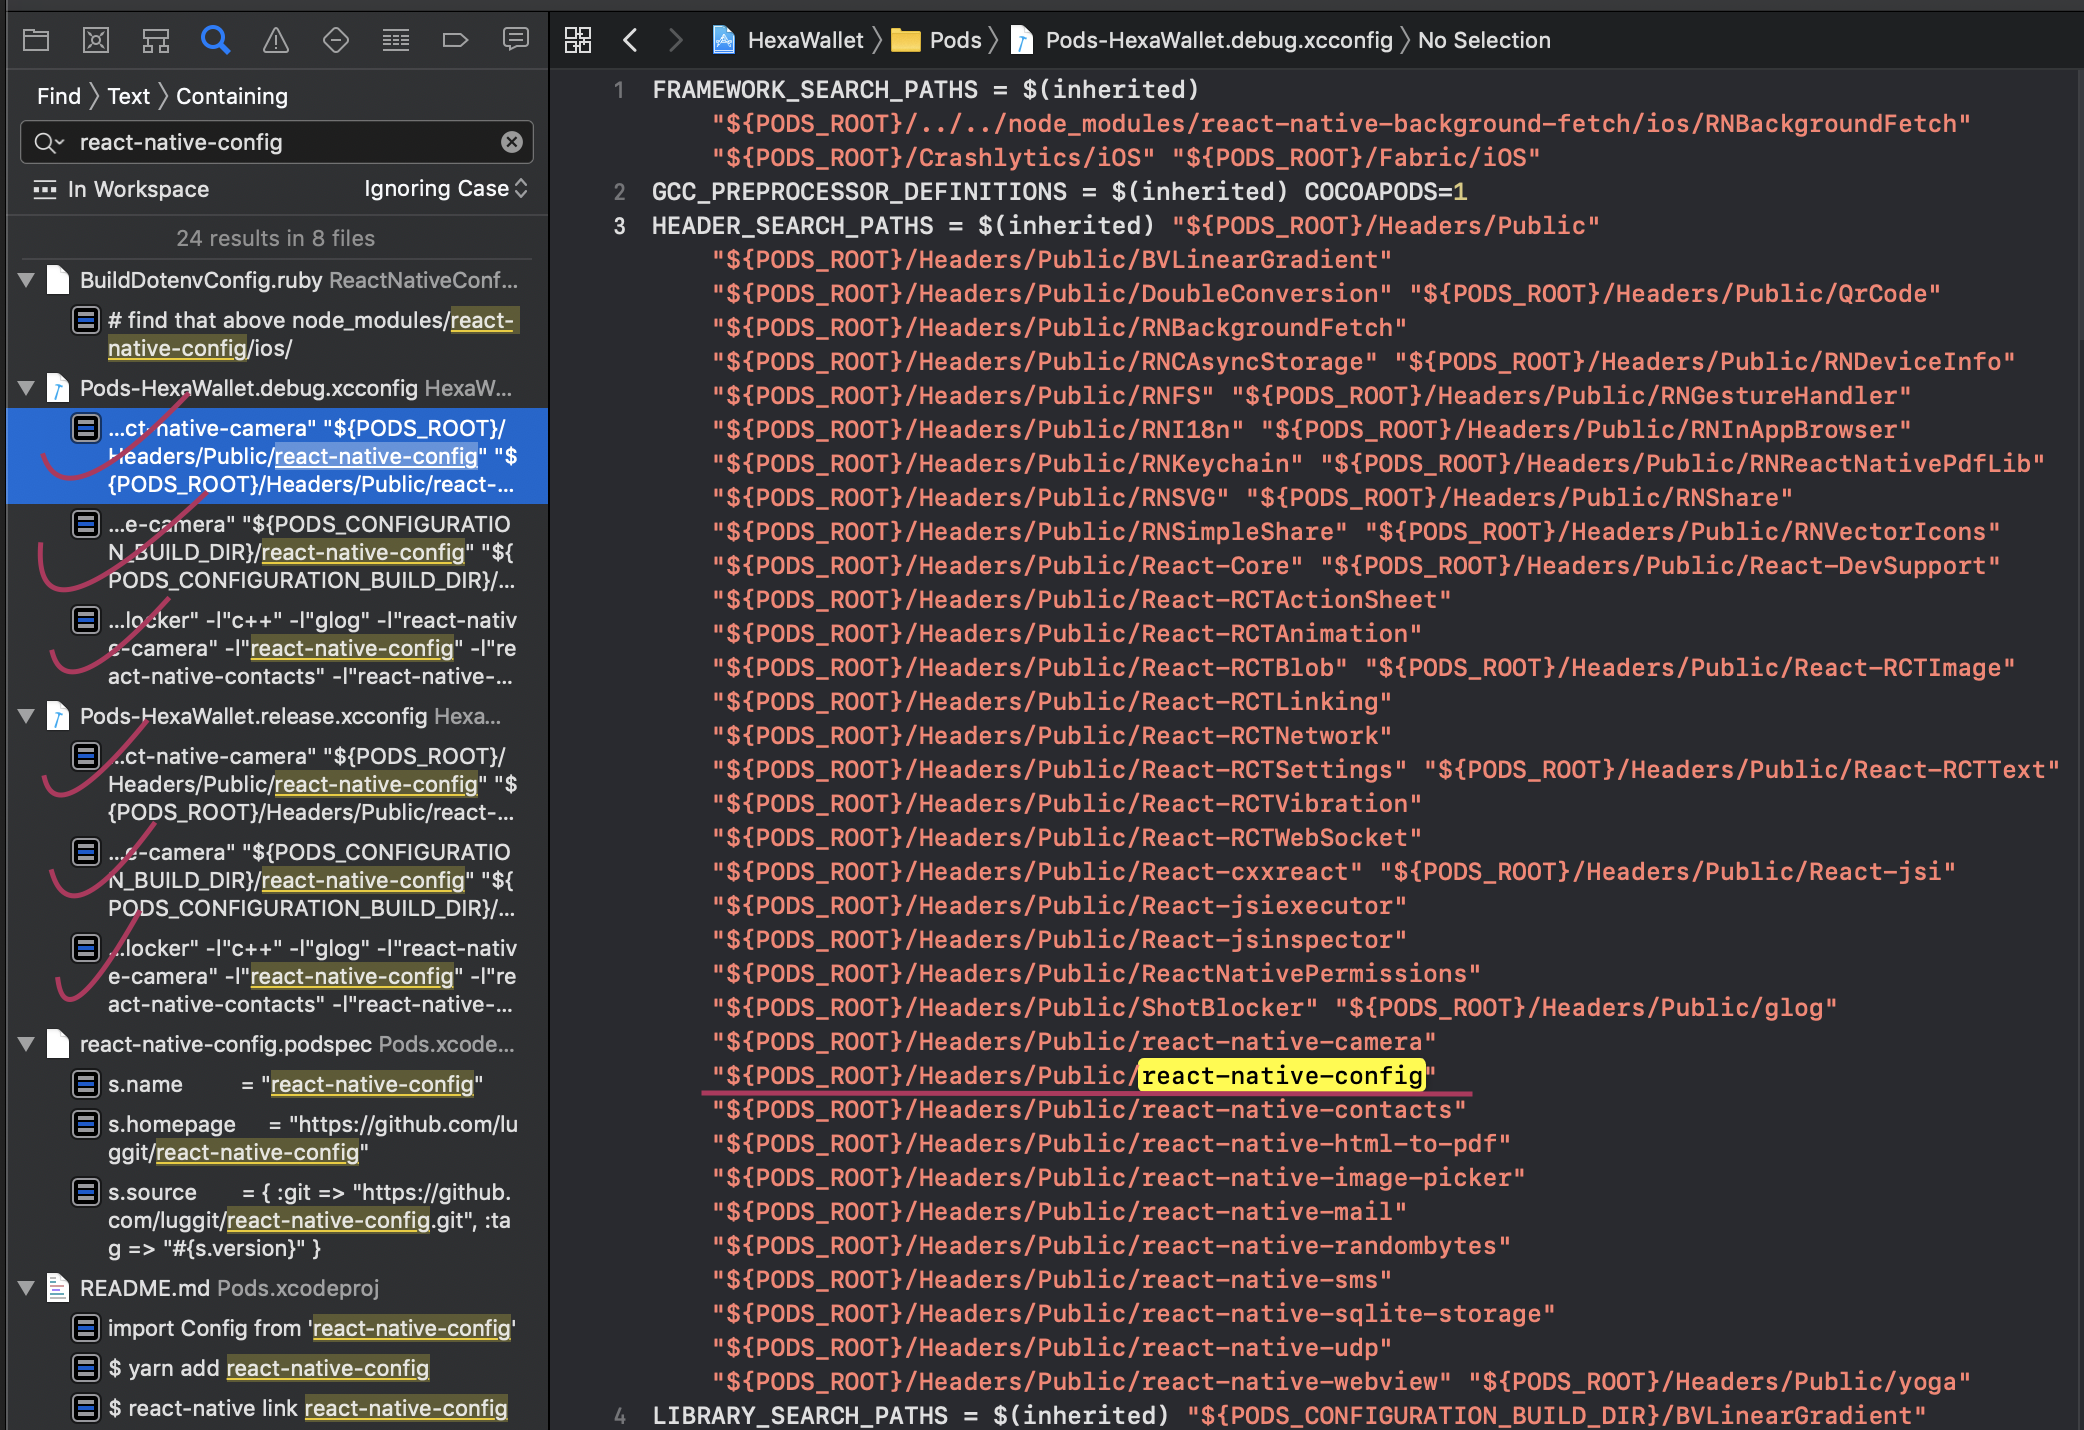 Find 〉Text 〉Containing
react-native-config
In Workspace
Ignoring Case
24 results in 8 files
BuildDotenvConfig.ruby ReactNativeConf...
# find that above node_modules/react-
native-config/ios/
Pods-HexaWallet.debug.xcconfig HexaW...
...ct-native-camera" "${PODS_ROOT}/
Headers/Public/react-native-config" "$
{PODS_ROOT}/Headers/Public/react-...
...e-camera" "${PODS_CONFIGURATIO
N_BUILD_DIR}/react-native-config" "${
PODS_CONFIGURATION_BUILD_DIR}/...
...locker" -l"c++" -l"glog" -l"react-nativ
e-camera" -l"react-native-config" -l"re
act-native-contacts" -l"react-native-...
Pods-HexaWallet.release.xcconfig Hexa...
...ct-native-camera" "${PODS_ROOT}/
Headers/Public/react-native-config" "$
{PODS_ROOT}/Headers/Public/react-...
...e-camera" "${PODS_CONFIGURATIO
N_BUILD_DIR}/react-native-config" "${
PODS_CONFIGURATION_BUILD_DIR}/...
...locker" -l"c++" -l"glog" -l"react-nativ
e-camera" -l"react-native-config" -l"re
act-native-contacts" -l"react-native-...
react-native-config.podspec Pods.xcode...
s.name = "react-native-config"
s.homepage = "https://github.com/lu
ggit/react-native-config"
s.source = { :git => "https://github.
com/luggit/react-native-config.git", :ta
g => "#{s.version}" }
README.md Pods.xcodeproj
import Config from 'react-native-config'
$ yarn add react-native-config
$ react-native link react-native-config
HexaWallet 〉 Pods 〉 Pods-HexaWallet.debug.xcconfig 〉No Selection
1 FRAMEWORK_SEARCH_PATHS = $(inherited)
"${PODS_ROOT}/../../node_modules/react-native-background-fetch/ios/RNBackgroundFetch"
"${PODS_ROOT}/Crashlytics/iOS" "${PODS_ROOT}/Fabric/iOS"
2 GCC_PREPROCESSOR_DEFINITIONS = $(inherited) COCOAPODS=1
3 HEADER_SEARCH_PATHS = $(inherited) "${PODS_ROOT}/Headers/Public"
"${PODS_ROOT}/Headers/Public/BVLinearGradient"
"${PODS_ROOT}/Headers/Public/DoubleConversion" "${PODS_ROOT}/Headers/Public/QrCode"
"${PODS_ROOT}/Headers/Public/RNBackgroundFetch"
"${PODS_ROOT}/Headers/Public/RNCAsyncStorage" "${PODS_ROOT}/Headers/Public/RNDeviceInfo"
"${PODS_ROOT}/Headers/Public/RNFS" "${PODS_ROOT}/Headers/Public/RNGestureHandler"
"${PODS_ROOT}/Headers/Public/RNI18n" "${PODS_ROOT}/Headers/Public/RNInAppBrowser"
"${PODS_ROOT}/Headers/Public/RNKeychain" "${PODS_ROOT}/Headers/Public/RNReactNativePdfLib"
"${PODS_ROOT}/Headers/Public/RNSVG" "${PODS_ROOT}/Headers/Public/RNShare"
"${PODS_ROOT}/Headers/Public/RNSimpleShare" "${PODS_ROOT}/Headers/Public/RNVectorIcons"
"${PODS_ROOT}/Headers/Public/React-Core" "${PODS_ROOT}/Headers/Public/React-DevSupport"
"${PODS_ROOT}/Headers/Public/React-RCTActionSheet"
"${PODS_ROOT}/Headers/Public/React-RCTAnimation"
"${PODS_ROOT}/Headers/Public/React-RCTBlob" "${PODS_ROOT}/Headers/Public/React-RCTImage"
"${PODS_ROOT}/Headers/Public/React-RCTLinking"
"${PODS_ROOT}/Headers/Public/React-RCTNetwork"
"${PODS_ROOT}/Headers/Public/React-RCTSettings" "${PODS_ROOT}/Headers/Public/React-RCTText"
"${PODS_ROOT}/Headers/Public/React-RCTVibration"
"${PODS_ROOT}/Headers/Public/React-RCTWebSocket"
"${PODS_ROOT}/Headers/Public/React-cxxreact" "${PODS_ROOT}/Headers/Public/React-jsi"
"${PODS_ROOT}/Headers/Public/React-jsiexecutor"
"${PODS_ROOT}/Headers/Public/React-jsinspector"
"${PODS_ROOT}/Headers/Public/ReactNativePermissions"
"${PODS_ROOT}/Headers/Public/ShotBlocker" "${PODS_ROOT}/Headers/Public/glog"
"${PODS_ROOT}/Headers/Public/react-native-camera"
"${PODS_ROOT}/Headers/Public/react-native-config"
"${PODS_ROOT}/Headers/Public/react-native-contacts"
"${PODS_ROOT}/Headers/Public/react-native-html-to-pdf"
"${PODS_ROOT}/Headers/Public/react-native-image-picker"
"${PODS_ROOT}/Headers/Public/react-native-mail"
"${PODS_ROOT}/Headers/Public/react-native-randombytes"
"${PODS_ROOT}/Headers/Public/react-native-sms"
"${PODS_ROOT}/Headers/Public/react-native-sqlite-storage"
"${PODS_ROOT}/Headers/Public/react-native-udp"
"${PODS_ROOT}/Headers/Public/react-native-webview" "${PODS_ROOT}/Headers/Public/yoga"
4 LIBRARY_SEARCH_PATHS = $(inherited) "${PODS_CONFIGURATION_BUILD_DIR}/BVLinearGradient"